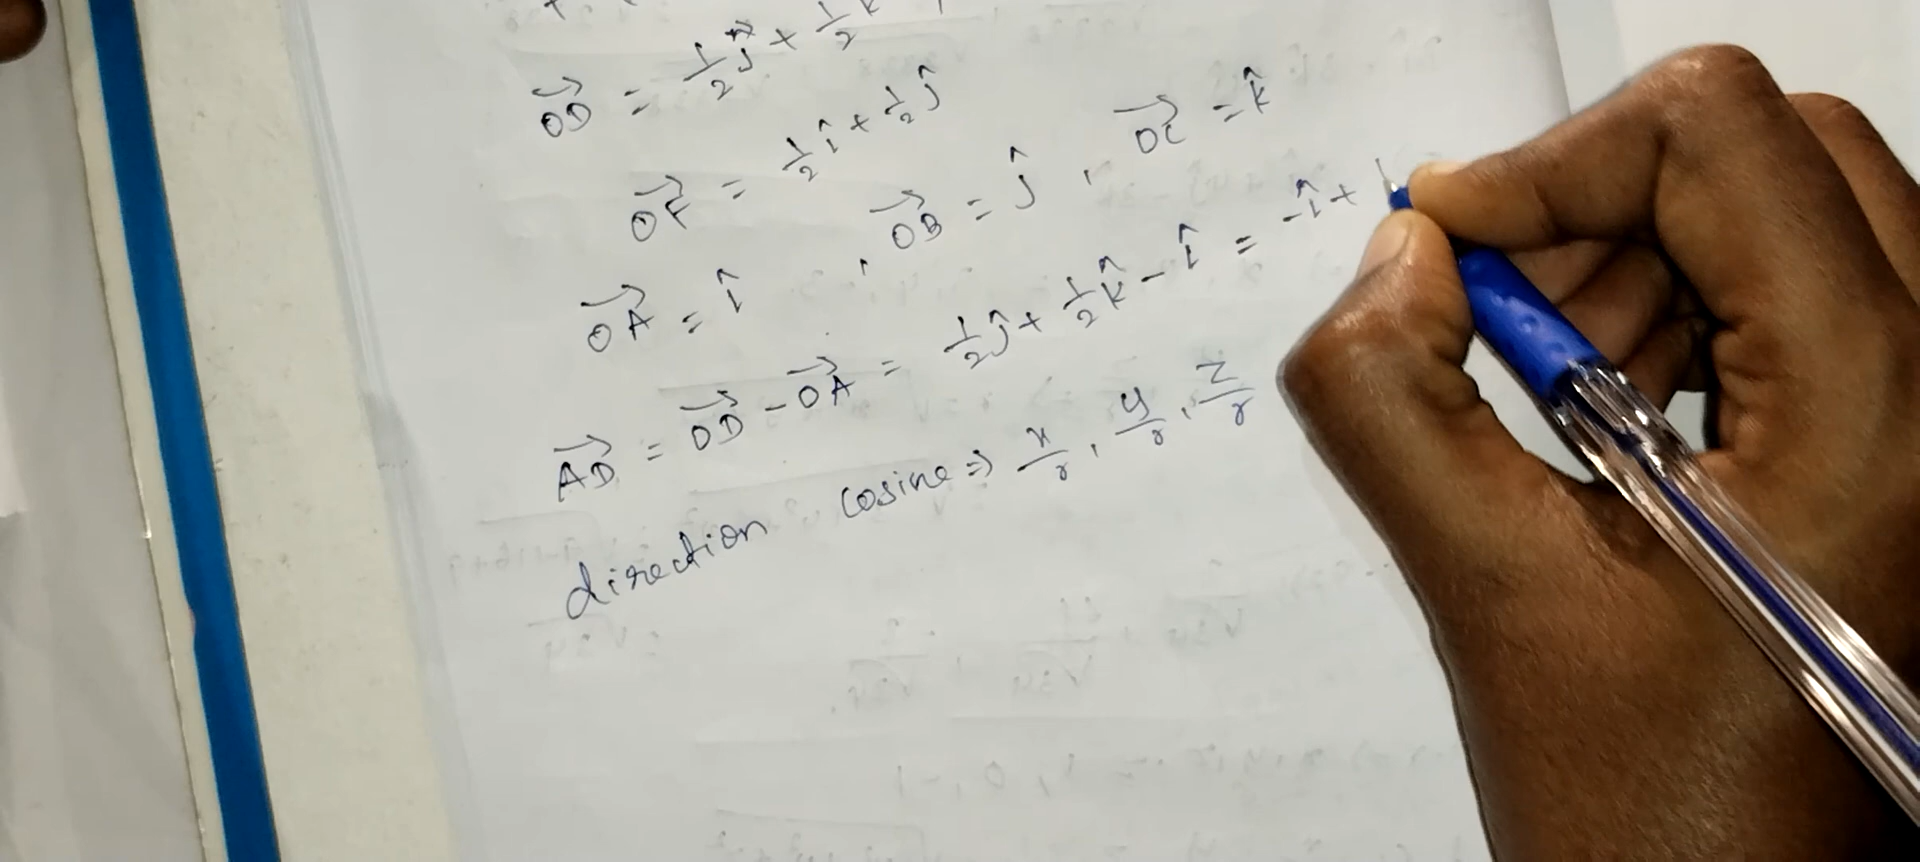 OD⃗ = 1/2 ĵ + 1/2 k
OF⃗ = 1/2 î + 1/2 ĵ
OA⃗ = î , OB⃗ = ĵ , OC⃗ = k̂
AD⃗ = OD⃗ - OA⃗ = 1/2 ĵ + 1/2 k̂ - î = -î +
direction cosine ⇒ x/r, y/r, z/r